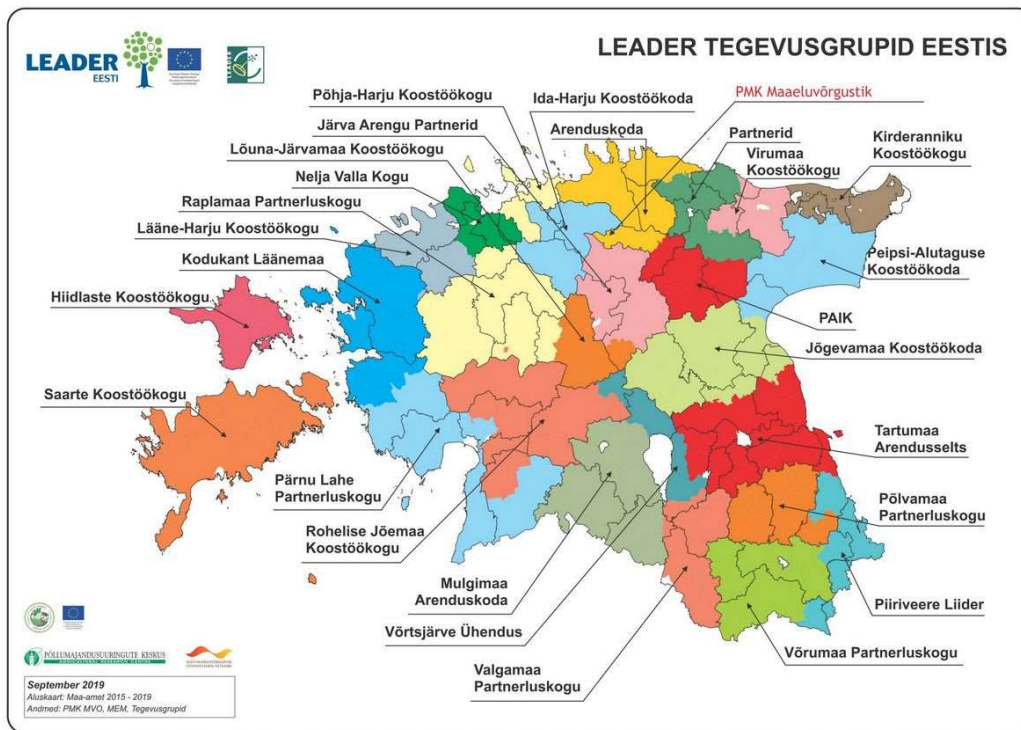 LEADER
EESTI
LEADER
LEADER TEGEVUSGRUPID EESTIS
Põhja-Harju Koostöökogu
Ida-Harju Koostöökoda
PMK Maaeluvõrgustik
Järva Arengu Partnerid
Arenduskoda
Partnerid
Kirderanniku
Koostöökogu
Lõuna-Järvamaa Koostöökogu
Virumaa
Koostöökogu
Nelja Valla Kogu
Raplamaa Partnerluskogu
Lääne-Harju Koostöökogu
Kodukant Läänemaa
Peipsi-Alutaguse
Koostöökoda
Hiidlaste Koostöökogu
PAIK
Jõgevamaa Koostöökoda
Saarte Koostöökogu
Tartumaa
Arendusselts
Pärnu Lahe
Partnerluskogu
Põlvamaa
Partnerluskogu
Rohelise Jõemaa
Koostöökogu
Mulgimaa
Arenduskoda
Piiriveere Liider
Võrtsjärve Ühendus
Võrumaa Partnerluskogu
Valgamaa
Partnerluskogu
PÕLLUMAJANDUSUURINGUTE KESKUS
AGRICULTURAL RESEARCH CENTRE
September 2019
Aluskaart: Maa-amet 2015 - 2019
Andmed: PMK MVO, MEM, Tegevusgrupid